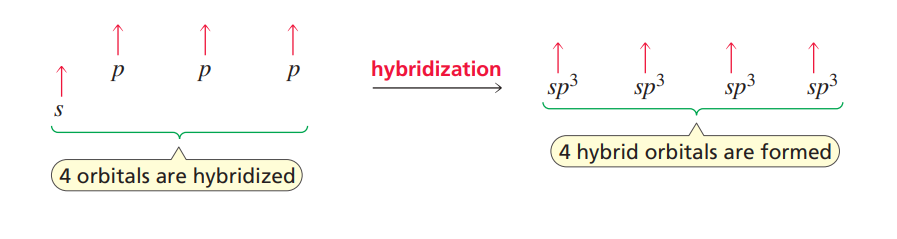 p p p
hybridization
sp³ sp³ sp³ sp³
s
4 orbitals are hybridized
4 hybrid orbitals are formed